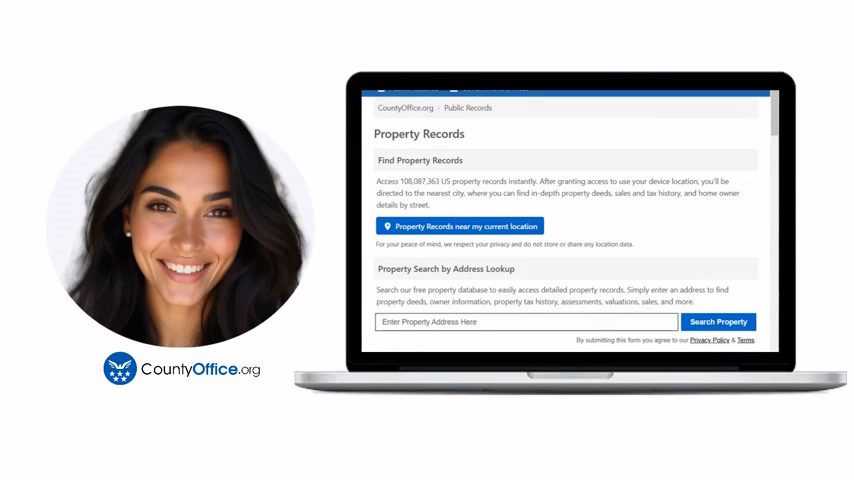 CountyOffice.org > Public Records
Property Records
Find Property Records
Access 108,087,363 US property records instantly. After granting access to use your device location, you'll be
directed to the nearest city, where you can find in-depth property deeds, sales and tax history, and home owner
details by street.
Property Records near my current location
For your peace of mind, we respect your privacy and do not store or share any location data.
Property Search by Address Lookup
Search our free property database to easily access detailed property records. Simply enter an address to find
property deeds, owner information, property tax history, assessments, valuations, sales, and more.
Enter Property Address Here
Search Property
By submitting this form you agree to our Privacy Policy & Terms.
CountyOffice.org